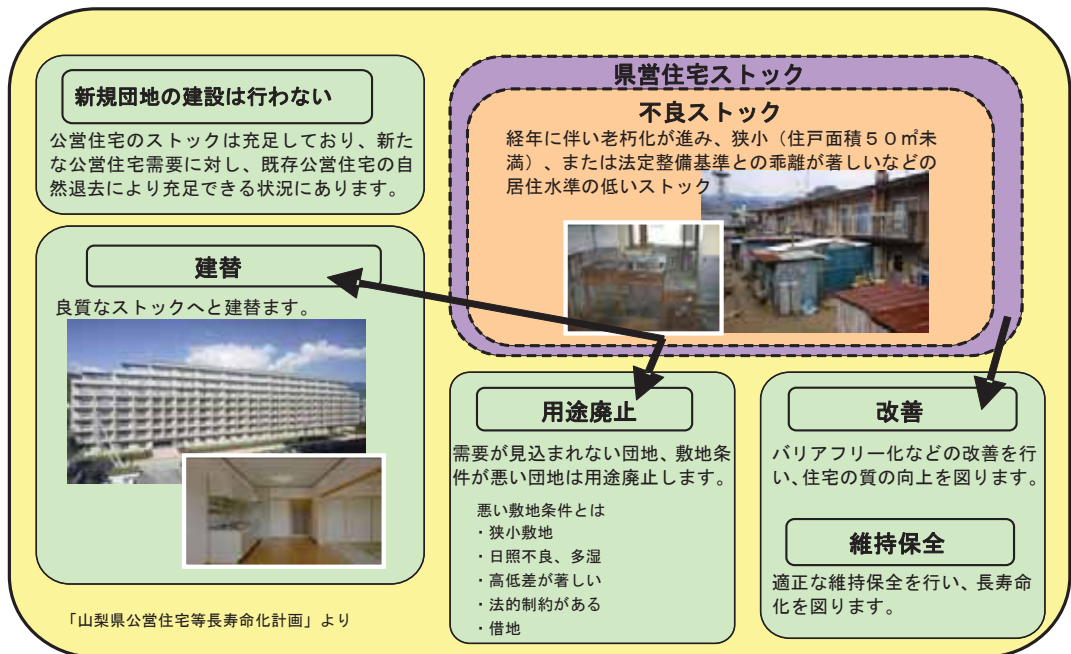 新規団地の建設は行わない
公営住宅のストックは充足しており、新た
な公営住宅需要に対し、既存公営住宅の自
然退去により充足できる状況にあります。
県営住宅ストック
不良ストック
経年に伴い老朽化が進み、狭小（住戸面積５０㎡未
満）、または法定整備基準との乖離が著しいなどの
居住水準の低いストック
建替
良質なストックへと建替ます。
用途廃止
需要が見込まれない団地、敷地条
件が悪い団地は用途廃止します。
悪い敷地条件とは
・狭小敷地
・日照不良、多湿
・高低差が著しい
・法的制約がある
・借地
改善
バリアフリー化などの改善を行
い、住宅の質の向上を図ります。
維持保全
適正な維持保全を行い、長寿命
化を図ります。
「山梨県公営住宅等長寿命化計画」より